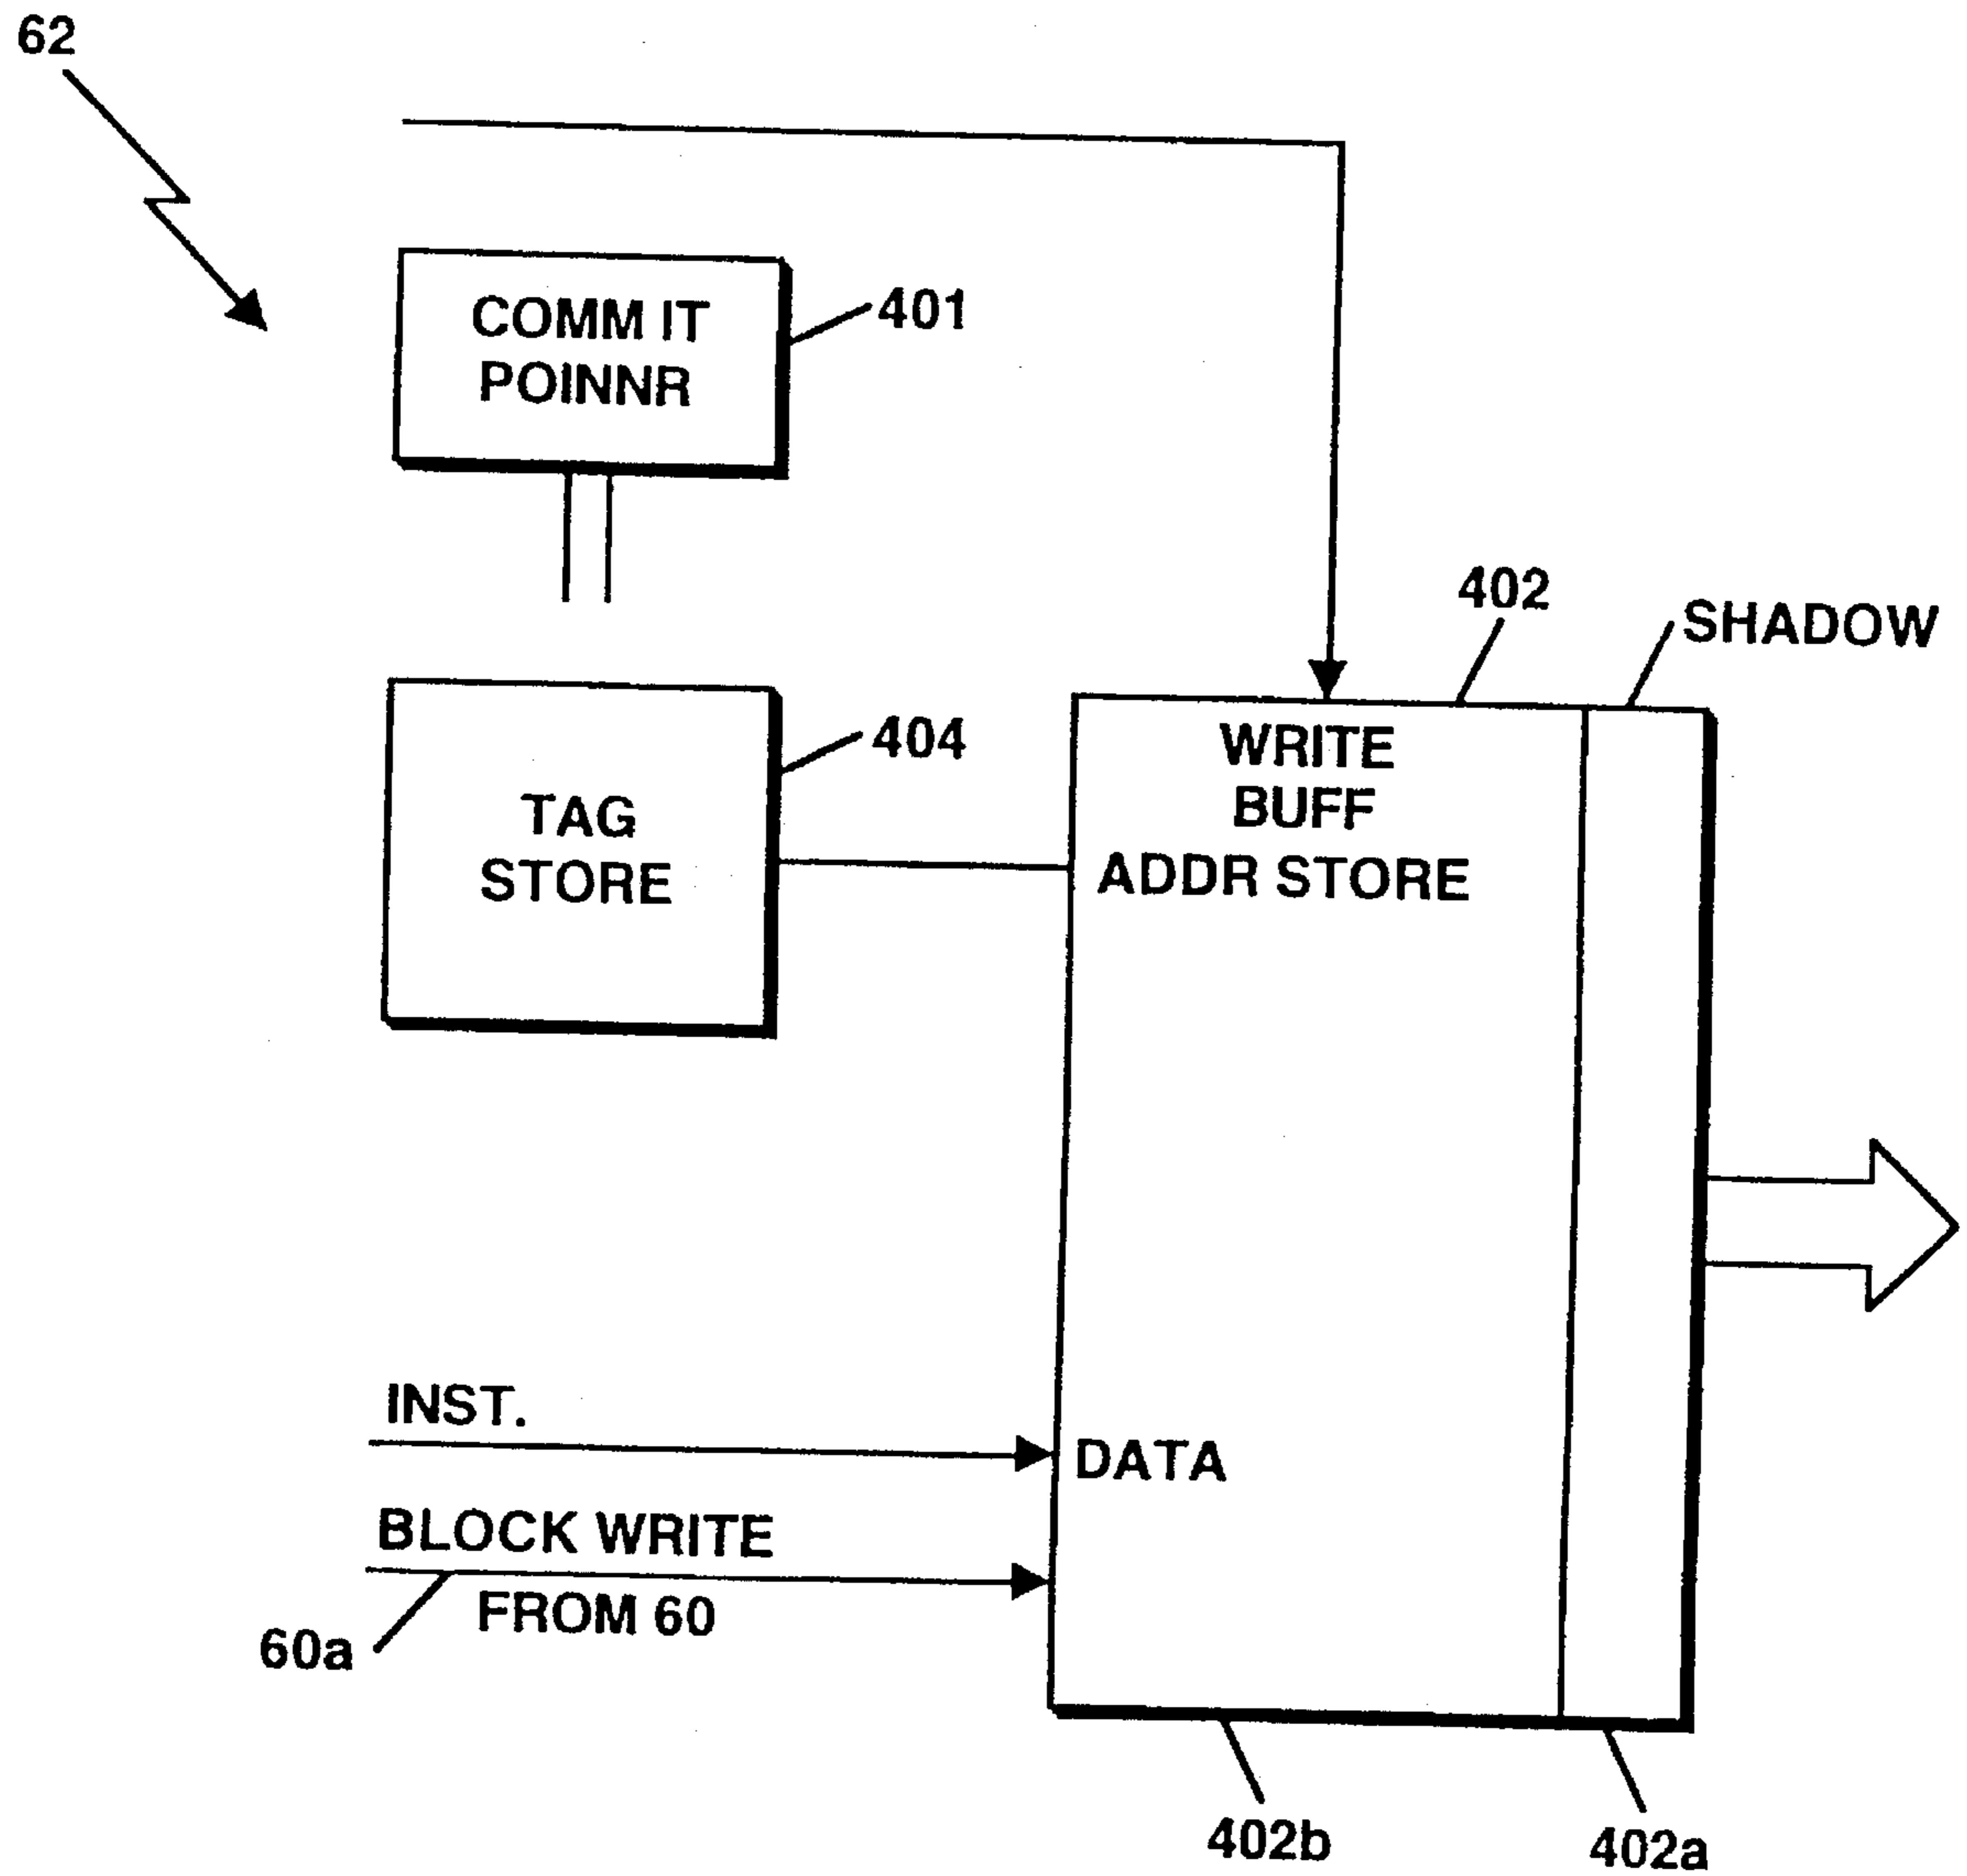 62
COMM IT
POINNR
401
402
SHADOW
404
TAG
STORE
WRITE
BUFF
ADDR STORE
INST.
DATA
BLOCK WRITE
FROM 60
60a
402b
402a